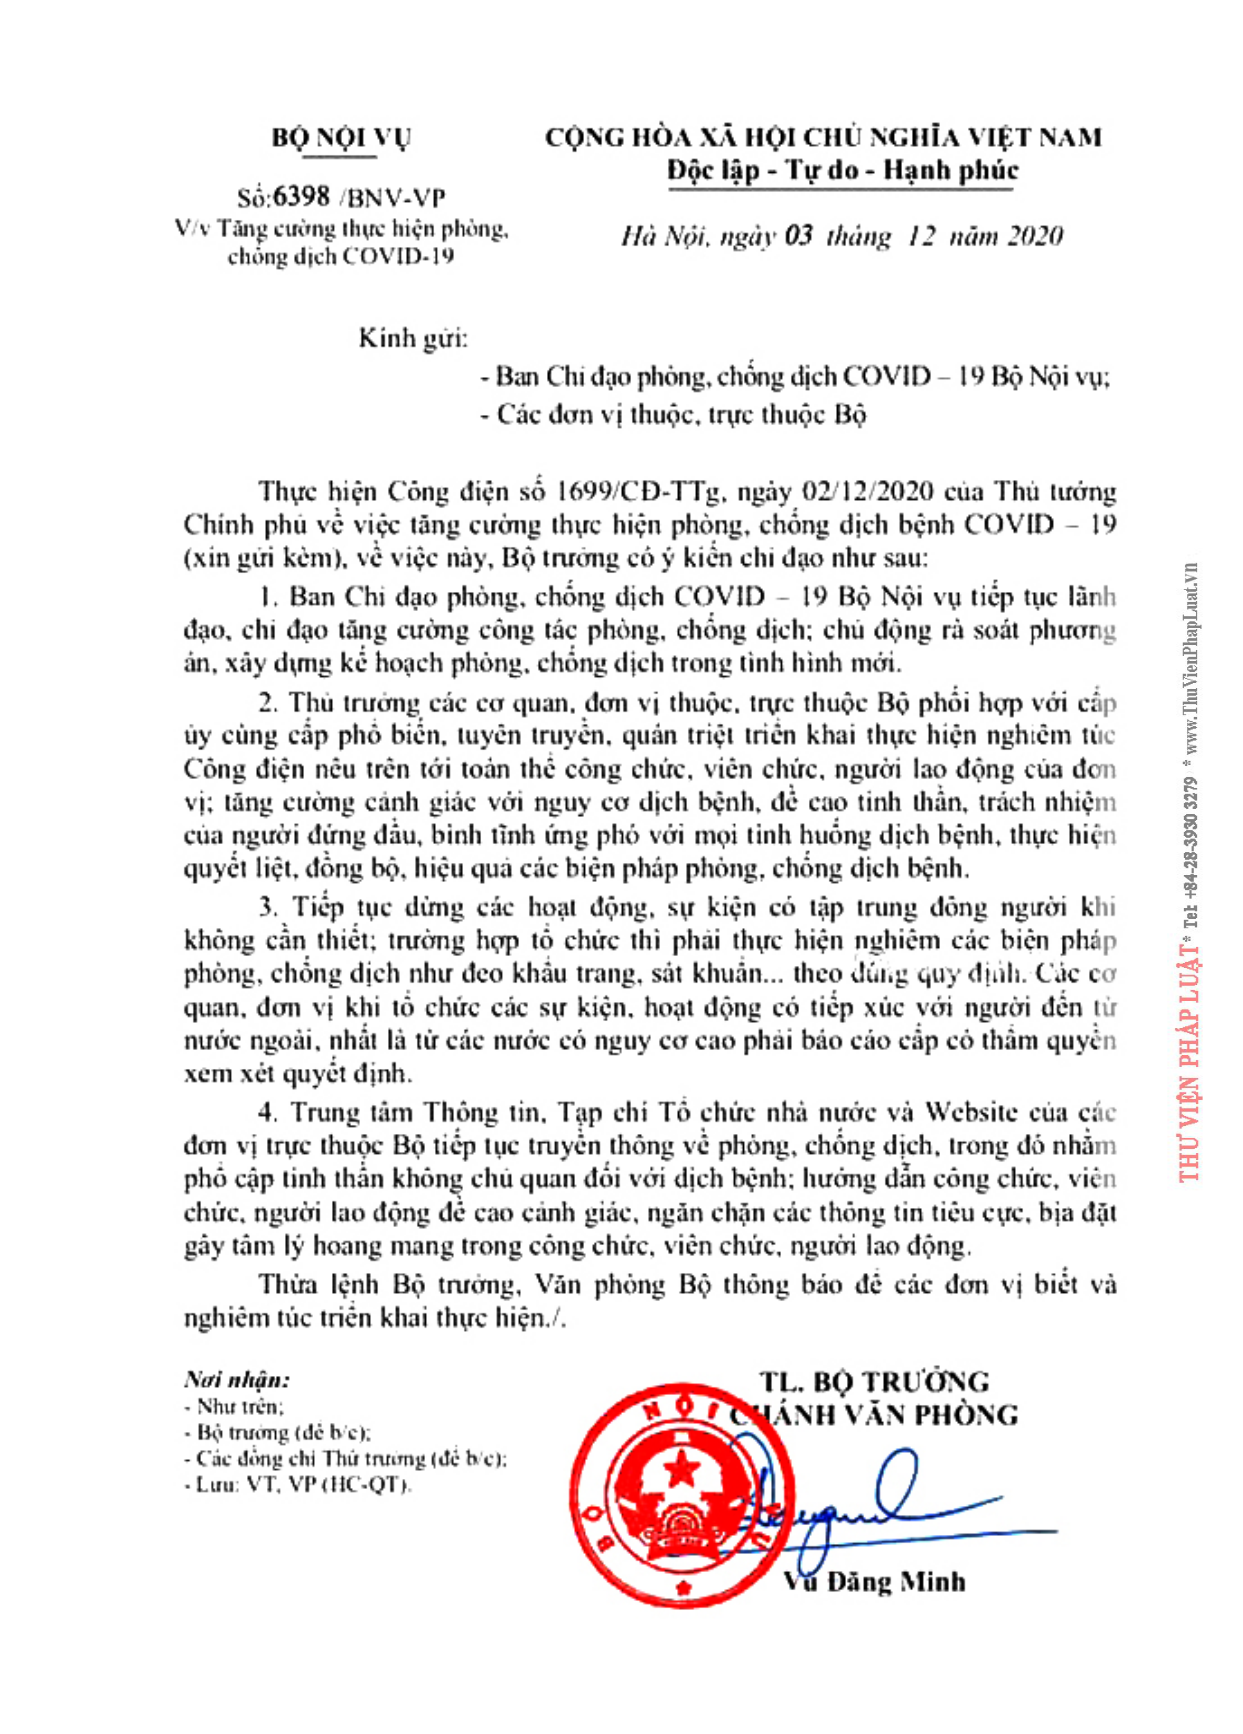 BỘ NỘI VỤ
Số:6398 /BNV-VP
V/v Tăng cường thực hiện phòng,
chống dịch COVID-19
CỘNG HÒA XÃ HỘI CHỦ NGHĨA VIỆT NAM
Độc lập - Tự do - Hạnh phúc
Hà Nội, ngày 03 tháng 12 năm 2020
Kính gửi:
- Ban Chỉ đạo phòng, chống dịch COVID – 19 Bộ Nội vụ;
- Các đơn vị thuộc, trực thuộc Bộ
Thực hiện Công điện số 1699/CĐ-TTg, ngày 02/12/2020 của Thủ tướng
Chính phủ về việc tăng cường thực hiện phòng, chống dịch bệnh COVID – 19
(xin gửi kèm), về việc này, Bộ trưởng có ý kiến chỉ đạo như sau:
1. Ban Chỉ đạo phòng, chống dịch COVID – 19 Bộ Nội vụ tiếp tục lãnh
đạo, chỉ đạo tăng cường công tác phòng, chống dịch; chủ động rà soát phương
án, xây dựng kế hoạch phòng, chống dịch trong tình hình mới.
2. Thủ trưởng các cơ quan, đơn vị thuộc, trực thuộc Bộ phối hợp với cấp
ủy cùng cấp phổ biến, tuyên truyền, quán triệt triển khai thực hiện nghiêm túc
Công điện nêu trên tới toàn thể công chức, viên chức, người lao động của đơn
vị; tăng cường cảnh giác với nguy cơ dịch bệnh, đề cao tinh thần, trách nhiệm
của người đứng đầu, bình tĩnh ứng phó với mọi tình huống dịch bệnh, thực hiện
quyết liệt, đồng bộ, hiệu quả các biện pháp phòng, chống dịch bệnh.
3. Tiếp tục dừng các hoạt động, sự kiện có tập trung đông người khi
không cần thiết; trường hợp tổ chức thì phải thực hiện nghiêm các biện pháp
phòng, chống dịch như đeo khẩu trang, sát khuẩn... theo đúng quy định. Các cơ
quan, đơn vị khi tổ chức các sự kiện, hoạt động có tiếp xúc với người đến từ
nước ngoài, nhất là từ các nước có nguy cơ cao phải báo cáo cấp có thẩm quyền
xem xét quyết định.
4. Trung tâm Thông tin, Tạp chí Tổ chức nhà nước và Website của các
đơn vị trực thuộc Bộ tiếp tục truyền thông về phòng, chống dịch, trong đó nhằm
phổ cập tinh thần không chủ quan đối với dịch bệnh; hướng dẫn công chức, viên
chức, người lao động đề cao cảnh giác, ngăn chặn các thông tin tiêu cực, bịa đặt
gây tâm lý hoang mang trong công chức, viên chức, người lao động.
Thừa lệnh Bộ trưởng, Văn phòng Bộ thông báo để các đơn vị biết và
nghiêm túc triển khai thực hiện./.
Nơi nhận:
- Như trên;
- Bộ trưởng (để b/c);
- Các đồng chí Thứ trưởng (để b/c);
- Lưu: VT, VP (HC-QT).
TL. BỘ TRƯỞNG
CHÁNH VĂN PHÒNG
BỘ NỘI VỤ
Vũ Đăng Minh
THƯ VIỆN PHÁP LUẬT * Tel: +84-28-3930 3279 * www.ThuVienPhapLuat.vn